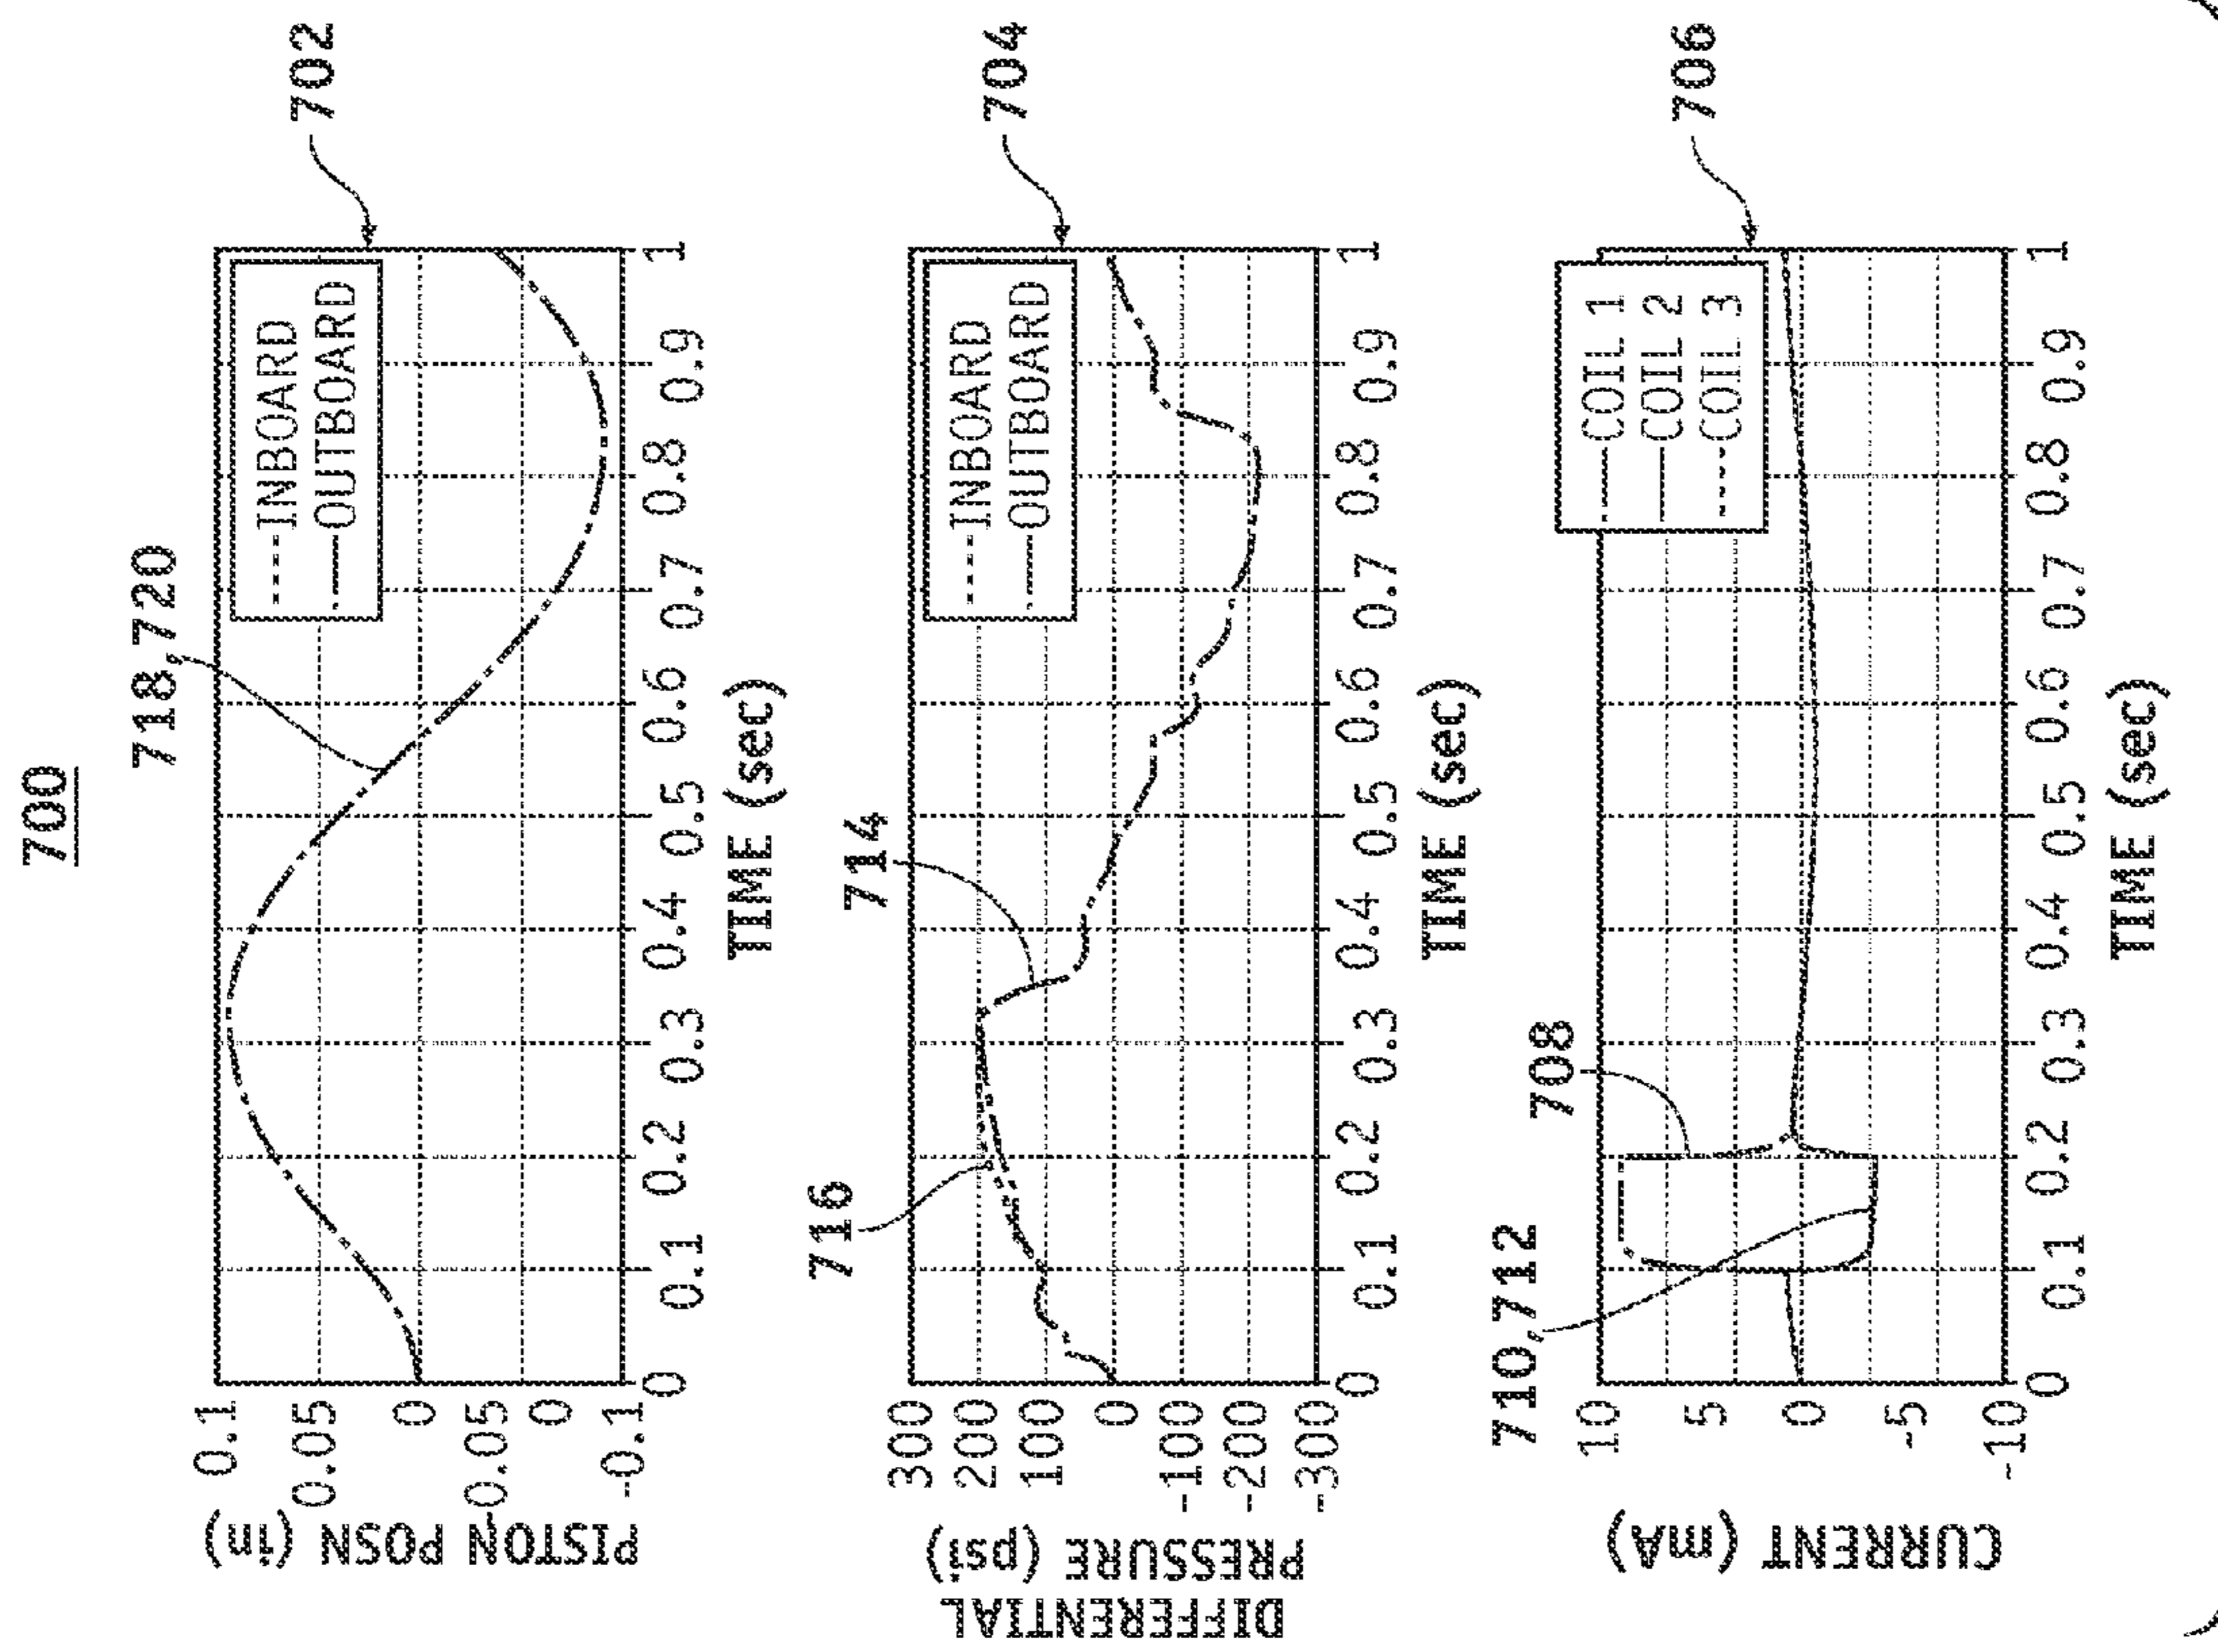 700
718,720
702
PISTON POSN (in)
0.1
0.05
0
-0.05
0
-0.1
INBOARD
OUTBOARD
0 0.1 0.2 0.3 0.4 0.5 0.6 0.7 0.8 0.9 1
TIME (sec)
716
714
704
DIFFERENTIAL
PRESSURE (psi)
300
200
100
0
-100
-200
-300
INBOARD
OUTBOARD
0 0.1 0.2 0.3 0.4 0.5 0.6 0.7 0.8 0.9 1
TIME (sec)
710,712
708
706
CURRENT (mA)
10
5
0
-5
-10
COIL 1
COIL 2
COIL 3
0 0.1 0.2 0.3 0.4 0.5 0.6 0.7 0.8 0.9 1
TIME (sec)